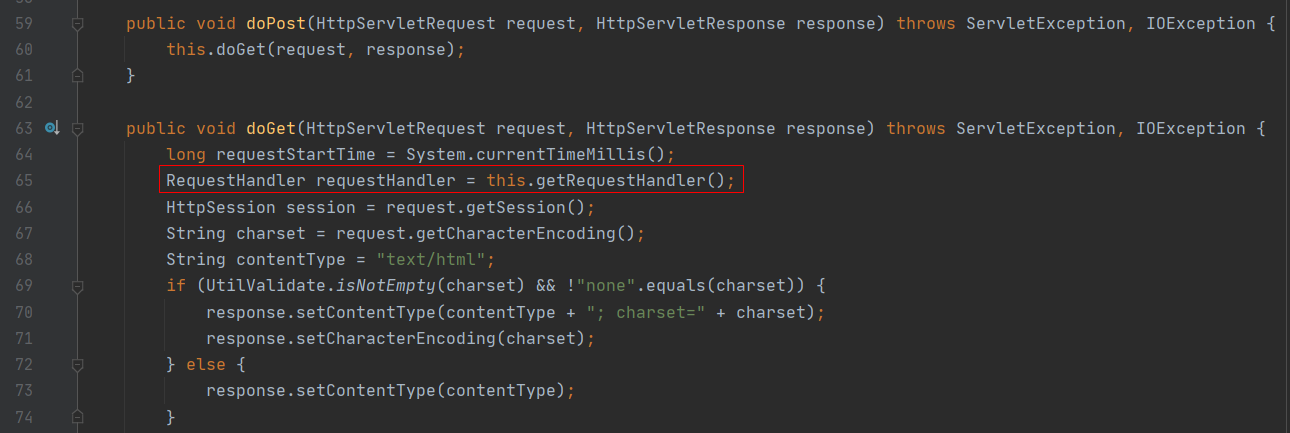 59 public void doPost(HttpServletRequest request, HttpServletResponse response) throws ServletException, IOException {
60 this.doGet(request, response);
61 }
62
63 public void doGet(HttpServletRequest request, HttpServletResponse response) throws ServletException, IOException {
64 long requestStartTime = System.currentTimeMillis();
65 RequestHandler requestHandler = this.getRequestHandler();
66 HttpSession session = request.getSession();
67 String charset = request.getCharacterEncoding();
68 String contentType = "text/html";
69 if (UtilValidate.isNotEmpty(charset) && !"none".equals(charset)) {
70 response.setContentType(contentType + "; charset=" + charset);
71 response.setCharacterEncoding(charset);
72 } else {
73 response.setContentType(contentType);
74 }